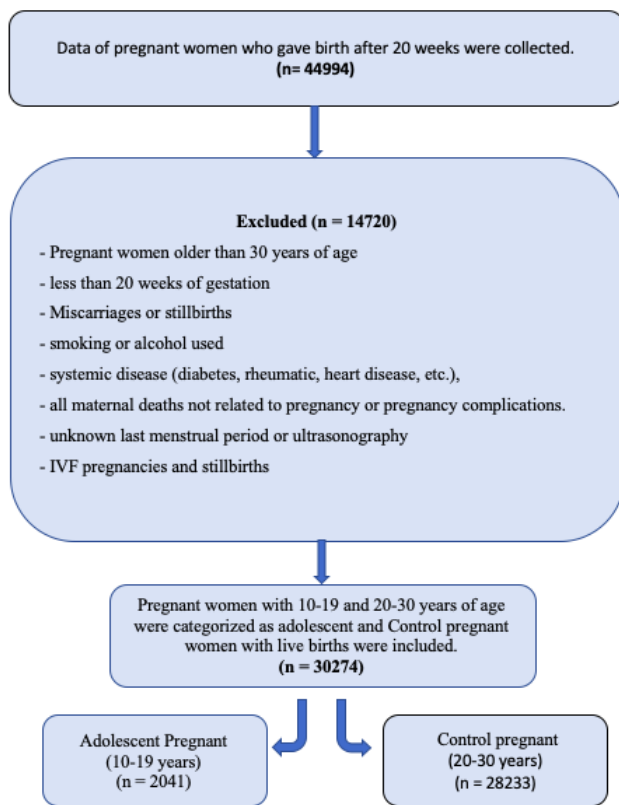 Data of pregnant women who gave birth after 20 weeks were collected.
(n= 44994)
Excluded (n = 14720)
- Pregnant women older than 30 years of age
- less than 20 weeks of gestation
- Miscarriages or stillbirths
- smoking or alcohol used
- systemic disease (diabetes, rheumatic, heart disease, etc.),
- all maternal deaths not related to pregnancy or pregnancy complications.
- unknown last menstrual period or ultrasonography
- IVF pregnancies and stillbirths
Pregnant women with 10-19 and 20-30 years of age
were categorized as adolescent and Control pregnant
women with live births were included.
(n = 30274)
Adolescent Pregnant
(10-19 years)
n = 2041)
Control pregnant
(20-30 years)
n = 28233)